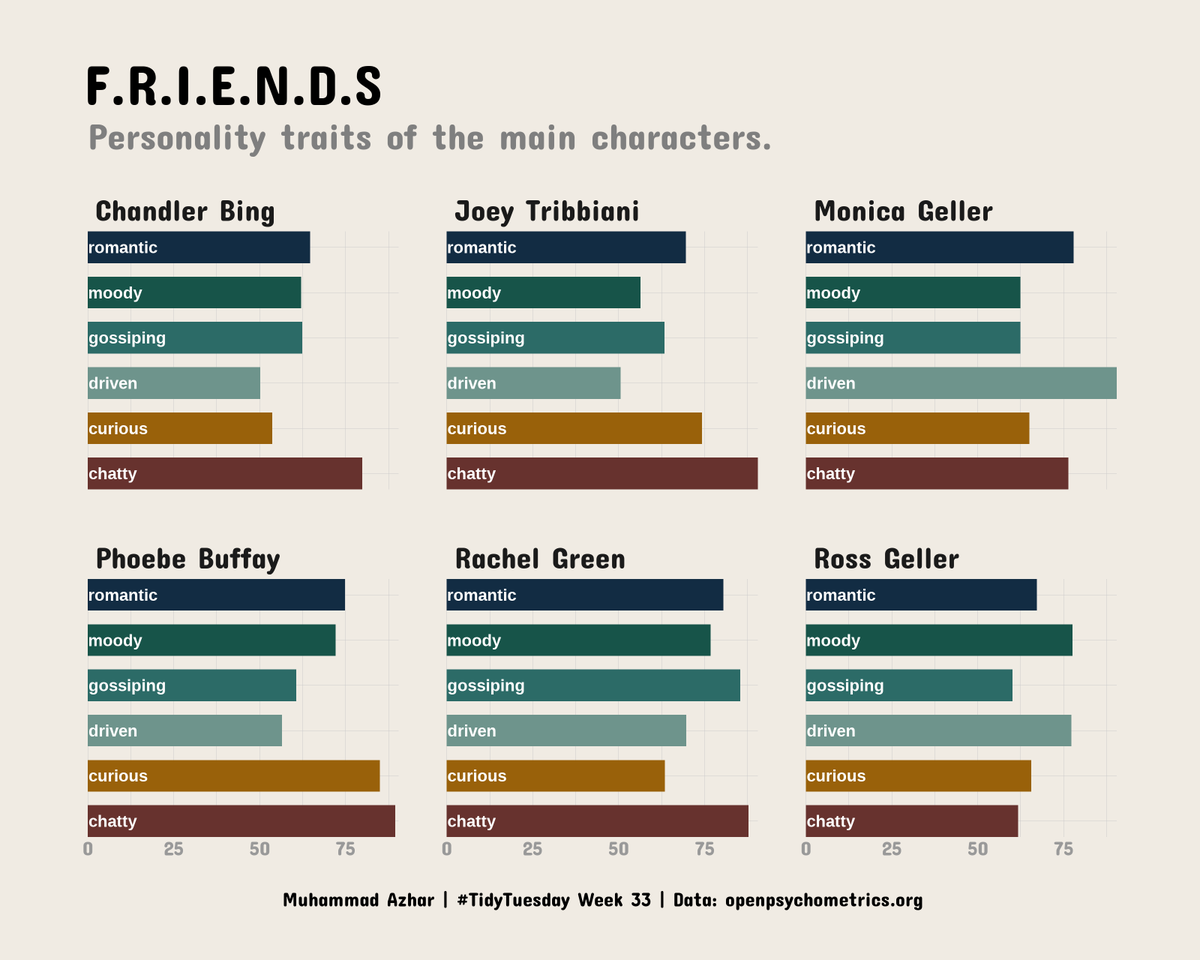 F.R.I.E.N.D.S
Personality traits of the main characters.
Chandler Bing
romantic
moody
gossiping
driven
curious
chatty
Joey Tribbiani
romantic
moody
gossiping
driven
curious
chatty
Monica Geller
romantic
moody
gossiping
driven
curious
chatty
Phoebe Buffay
romantic
moody
gossiping
driven
curious
chatty
0 25 50 75
Rachel Green
romantic
moody
gossiping
driven
curious
chatty
0 25 50 75
Ross Geller
romantic
moody
gossiping
driven
curious
chatty
0 25 50 75
Muhammad Azhar | #TidyTuesday Week 33 | Data: openpsychometrics.org